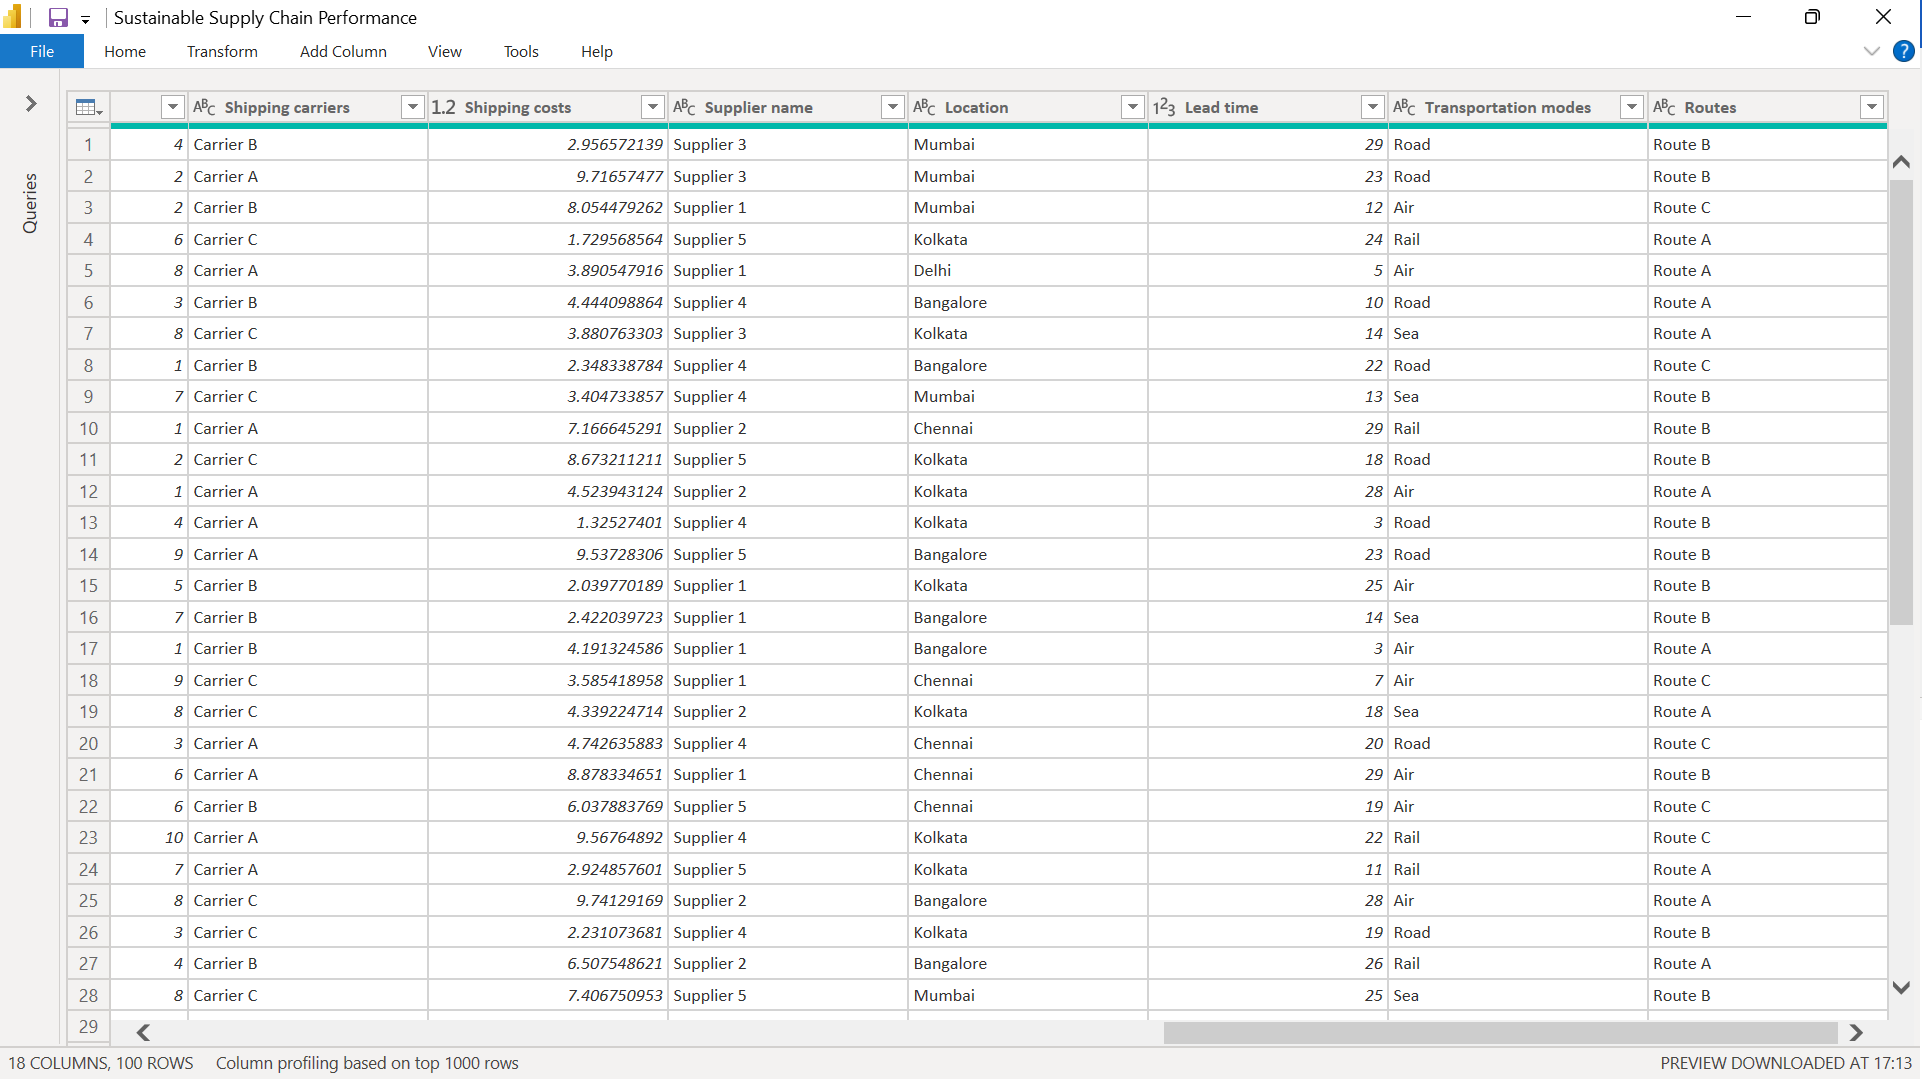 Sustainable Supply Chain Performance
File Home Transform Add Column View Tools Help
Queries
ABC Shipping carriers 1.2 Shipping costs ABC Supplier name ABC Location 123 Lead time ABC Transportation modes ABC Routes
1 4 Carrier B 2.956572139 Supplier 3 Mumbai 29 Road Route B
2 2 Carrier A 9.71657477 Supplier 3 Mumbai 23 Road Route B
3 2 Carrier B 8.054479262 Supplier 1 Mumbai 12 Air Route C
4 6 Carrier C 1.729568564 Supplier 5 Kolkata 24 Rail Route A
5 8 Carrier A 3.890547916 Supplier 1 Delhi 5 Air Route A
6 3 Carrier B 4.444098864 Supplier 4 Bangalore 10 Road Route A
7 8 Carrier C 3.880763303 Supplier 3 Kolkata 14 Sea Route A
8 1 Carrier B 2.348338784 Supplier 4 Bangalore 22 Road Route C
9 7 Carrier C 3.404733857 Supplier 4 Mumbai 13 Sea Route B
10 1 Carrier A 7.166645291 Supplier 2 Chennai 29 Rail Route B
11 2 Carrier C 8.673211211 Supplier 5 Kolkata 18 Road Route B
12 1 Carrier A 4.523943124 Supplier 2 Kolkata 28 Air Route A
13 4 Carrier A 1.32527401 Supplier 4 Kolkata 3 Road Route B
14 9 Carrier A 9.53728306 Supplier 5 Bangalore 23 Road Route B
15 5 Carrier B 2.039770189 Supplier 1 Kolkata 25 Air Route B
16 7 Carrier B 2.422039723 Supplier 1 Bangalore 14 Sea Route B
17 1 Carrier B 4.191324586 Supplier 1 Bangalore 3 Air Route A
18 9 Carrier C 3.585418958 Supplier 1 Chennai 7 Air Route C
19 8 Carrier C 4.339224714 Supplier 2 Kolkata 18 Sea Route A
20 3 Carrier A 4.742635883 Supplier 4 Chennai 20 Road Route C
21 6 Carrier A 8.878334651 Supplier 1 Chennai 29 Air Route B
22 6 Carrier B 6.037883769 Supplier 5 Chennai 19 Air Route C
23 10 Carrier A 9.56764892 Supplier 4 Kolkata 22 Rail Route C
24 7 Carrier A 2.924857601 Supplier 5 Kolkata 11 Rail Route A
25 8 Carrier C 9.74129169 Supplier 2 Bangalore 28 Air Route A
26 3 Carrier C 2.231073681 Supplier 4 Kolkata 19 Road Route B
27 4 Carrier B 6.507548621 Supplier 2 Bangalore 26 Rail Route A
28 8 Carrier C 7.406750953 Supplier 5 Mumbai 25 Sea Route B
29
18 COLUMNS, 100 ROWS Column profiling based on top 1000 rows PREVIEW DOWNLOADED AT 17:13